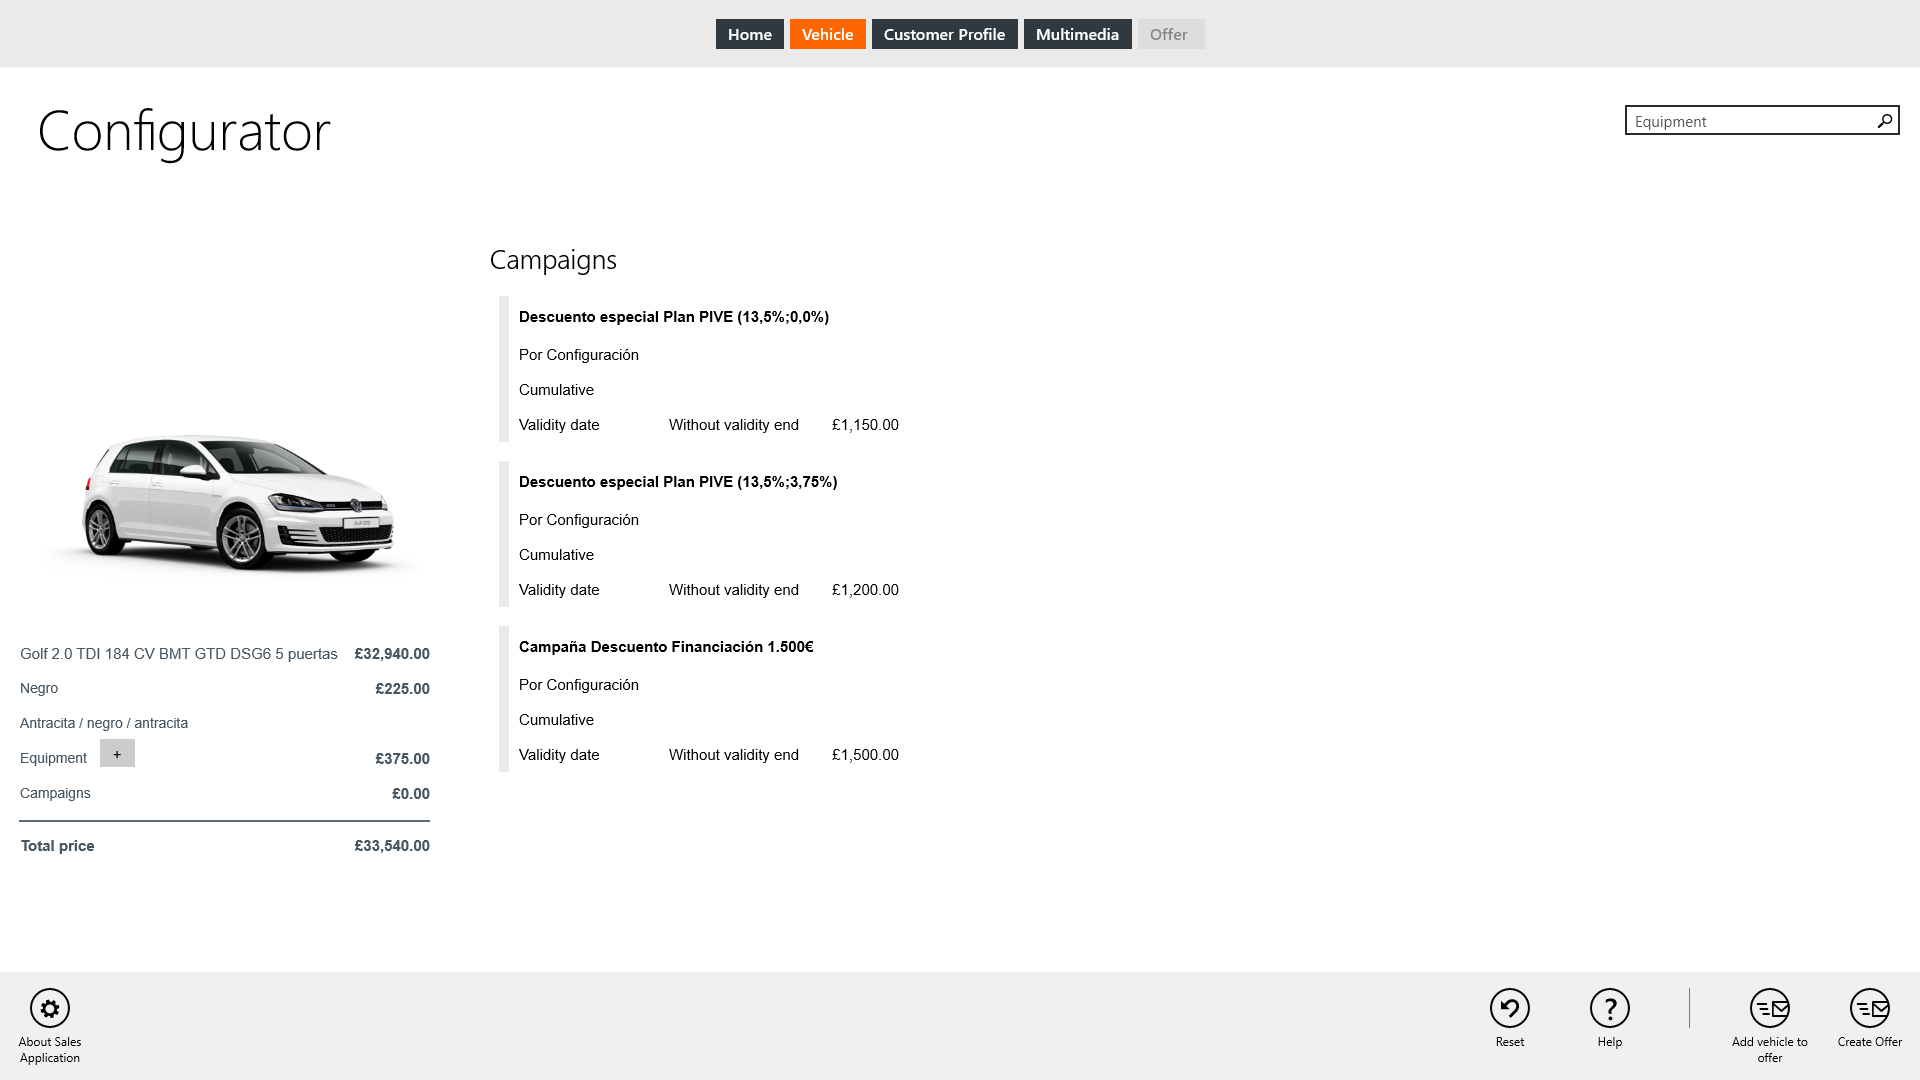 Home
Vehicle
Customer Profile
Multimedia
Offer
Configurator
Equipment
Campaigns
Descuento especial Plan PIVE (13,5%;0,0%)
Por Configuración
Cumulative
Validity date Without validity end £1,150.00
Descuento especial Plan PIVE (13,5%;3,75%)
Por Configuración
Cumulative
Validity date Without validity end £1,200.00
Campaña Descuento Financiación 1.500€
Por Configuración
Cumulative
Validity date Without validity end £1,500.00
Golf 2.0 TDI 184 CV BMT GTD DSG6 5 puertas £32,940.00
Negro £225.00
Antracita / negro / antracita
Equipment + £375.00
Campaigns £0.00
Total price £33,540.00
About Sales
Application
Reset
Help
Add vehicle to
offer
Create Offer